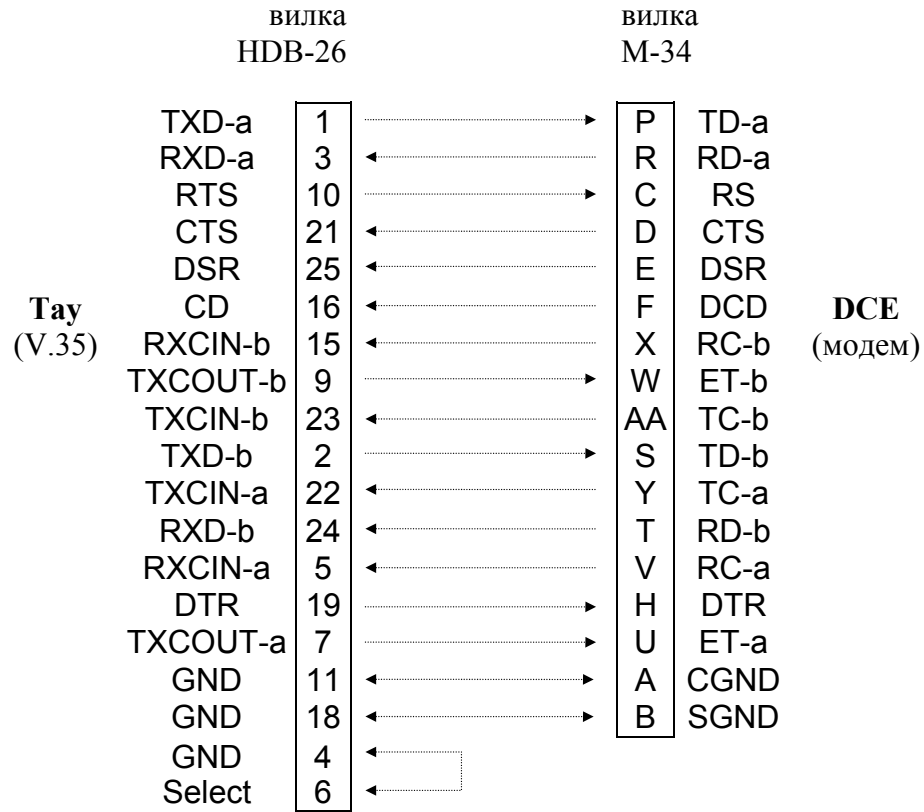 вилка вилка
HDB-26 M-34
TXD-a 1 P TD-a
RXD-a 3 R RD-a
RTS 10 C RS
CTS 21 D CTS
DSR 25 E DSR
Тау CD 16 F DCD DCE
(V.35) RXCIN-b 15 X RC-b (модем)
TXCOUT-b 9 W ET-b
TXCIN-b 23 AA TC-b
TXD-b 2 S TD-b
TXCIN-a 22 Y TC-a
RXD-b 24 T RD-b
RXCIN-a 5 V RC-a
DTR 19 H DTR
TXCOUT-a 7 U ET-a
GND 11 A CGND
GND 18 B SGND
GND 4
Select 6